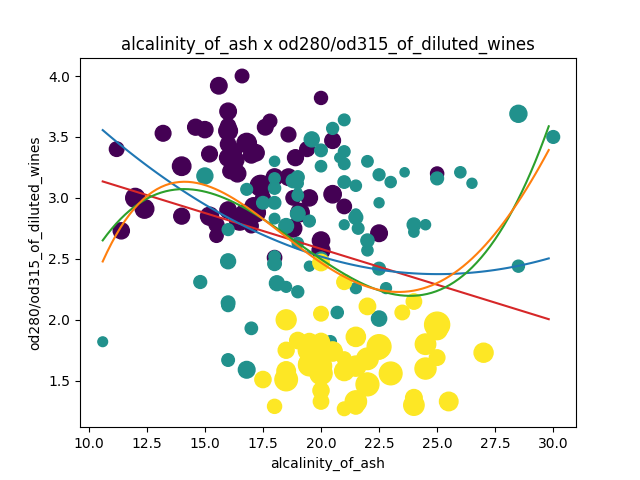 alcalinity_of_ash x od280/od315_of_diluted_wines
4.0
3.5
3.0
2.5
2.0
1.5
od280/od315_of_diluted_wines
10.0 12.5 15.0 17.5 20.0 22.5 25.0 27.5 30.0
alcalinity_of_ash